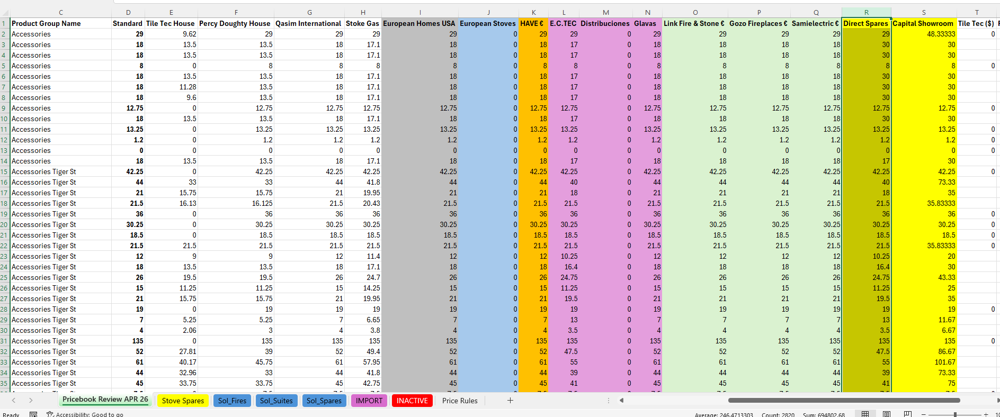 C D E F G H I J K L M N O P Q R S T
1 Product Group Name Standard Tile Tec House Percy Doughty House Qasim International Stoke Gas European Homes USA European Stoves HAVE € E.C.TEC Distribuciones Glavas Link Fire & Stone € Gozo Fireplaces € Samielectric € Direct Spares Capital Showroom Tile Tec ($)
2 Accessories 29 9.62 29 29 29 29 0 29 29 0 29 29 29 29 29 48.33333 0
3 Accessories 18 13.5 13.5 18 17.1 18 0 18 17 0 18 18 18 18 30 30
4 Accessories 18 13.5 13.5 18 17.1 18 0 18 17 0 18 18 18 18 30 30
5 Accessories 8 0 8 8 8 8 0 8 8 0 8 8 8 8 8 8 0
6 Accessories 18 13.5 13.5 18 17.1 18 0 18 17 0 18 18 18 18 30 30
7 Accessories 18 11.28 13.5 18 17.1 18 0 18 17 0 18 18 18 18 30 30
8 Accessories 18 9.6 13.5 18 17.1 18 0 18 17 0 18 18 18 18 30 30
9 Accessories 12.75 0 12.75 12.75 12.75 12.75 0 12.75 12.75 0 12.75 12.75 12.75 12.75 12.75 12.75 0
10 Accessories 18 13.5 13.5 18 17.1 18 0 18 17 0 18 18 18 18 30 30
11 Accessories 13.25 0 13.25 13.25 13.25 13.25 0 13.25 13.25 0 13.25 13.25 13.25 13.25 13.25 13.25 0
12 Accessories 1.2 0 1.2 1.2 1.2 1.2 0 1.2 1.2 0 1.2 1.2 1.2 1.2 1.2 1.2 0
13 Accessories 0 0 0 0 0 0 0 0 0 0 0 0 0 0 0 0 0
14 Accessories 18 13.5 13.5 18 17.1 18 0 18 17 0 18 18 18 18 17 30
15 Accessories Tiger St 42.25 0 42.25 42.25 42.25 42.25 0 42.25 42.25 0 42.25 42.25 42.25 42.25 42.25 42.25 0
16 Accessories Tiger St 44 33 33 44 41.8 44 0 44 40 0 44 44 44 44 40 73.33
17 Accessories Tiger St 21 15.75 15.75 21 19.95 21 0 21 18 0 21 21 21 21 18 35
18 Accessories Tiger St 21.5 16.13 16.125 21.5 20.43 21.5 0 21.5 21.5 0 21.5 21.5 21.5 21.5 21.5 35.83333
19 Accessories Tiger St 36 0 36 36 36 36 0 36 36 0 36 36 36 36 36 36 0
20 Accessories Tiger St 30.25 0 30.25 30.25 30.25 30.25 0 30.25 30.25 0 30.25 30.25 30.25 30.25 30.25 30.25 0
21 Accessories Tiger St 18.5 0 18.5 18.5 18.5 18.5 0 18.5 18.5 0 18.5 18.5 18.5 18.5 18.5 18.5 0
22 Accessories Tiger St 21.5 21.5 21.5 21.5 21.5 21.5 0 21.5 21.5 0 21.5 21.5 21.5 21.5 21.5 35.83333 0
23 Accessories Tiger St 12 9 9 12 11.4 12 0 12 10.25 0 12 12 12 12 10.25 20
24 Accessories Tiger St 18 13.5 13.5 18 17.1 18 0 18 16.4 0 18 18 18 18 16.4 30
25 Accessories Tiger St 26 19.5 19.5 26 24.7 26 0 26 24.75 0 26 26 26 26 24.75 43.33
26 Accessories Tiger St 15 11.25 11.25 15 14.25 15 0 15 11.25 0 15 15 15 15 11.25 25
27 Accessories Tiger St 21 15.75 15.75 21 19.95 21 0 21 19.5 0 21 21 21 21 19.5 35
28 Accessories Tiger St 19 0 19 19 19 19 0 19 19 0 19 19 19 19 19 19 0
29 Accessories Tiger St 7 5.25 5.25 7 6.65 7 0 7 13 0 7 7 7 7 13 11.67
30 Accessories Tiger St 4 2.06 3 4 3.8 4 0 4 3.5 0 4 4 4 4 3.5 6.67
31 Accessories Tiger St 135 0 135 135 135 135 0 135 135 0 135 135 135 135 135 135 0
32 Accessories Tiger St 52 27.81 39 52 49.4 52 0 52 47.5 0 52 52 52 52 47.5 86.67
33 Accessories Tiger St 61 40.17 45.75 61 57.95 61 0 61 55 0 61 61 61 61 55 101.67
34 Accessories Tiger St 44 32.96 33 44 41.8 44 0 44 39 0 44 44 44 44 39 73.33
35 Accessories Tiger St 45 33.75 33.75 45 42.75 45 0 45 41 0 45 45 45 45 41 75
Pricebook Review APR 26 Stove Spares Sol_Fires Sol_Suites Sol_Spares IMPORT INACTIVE Price Rules
Ready Accessibility: Good to go Average: 246.4713303 Count: 2820 Sum: 694802.68